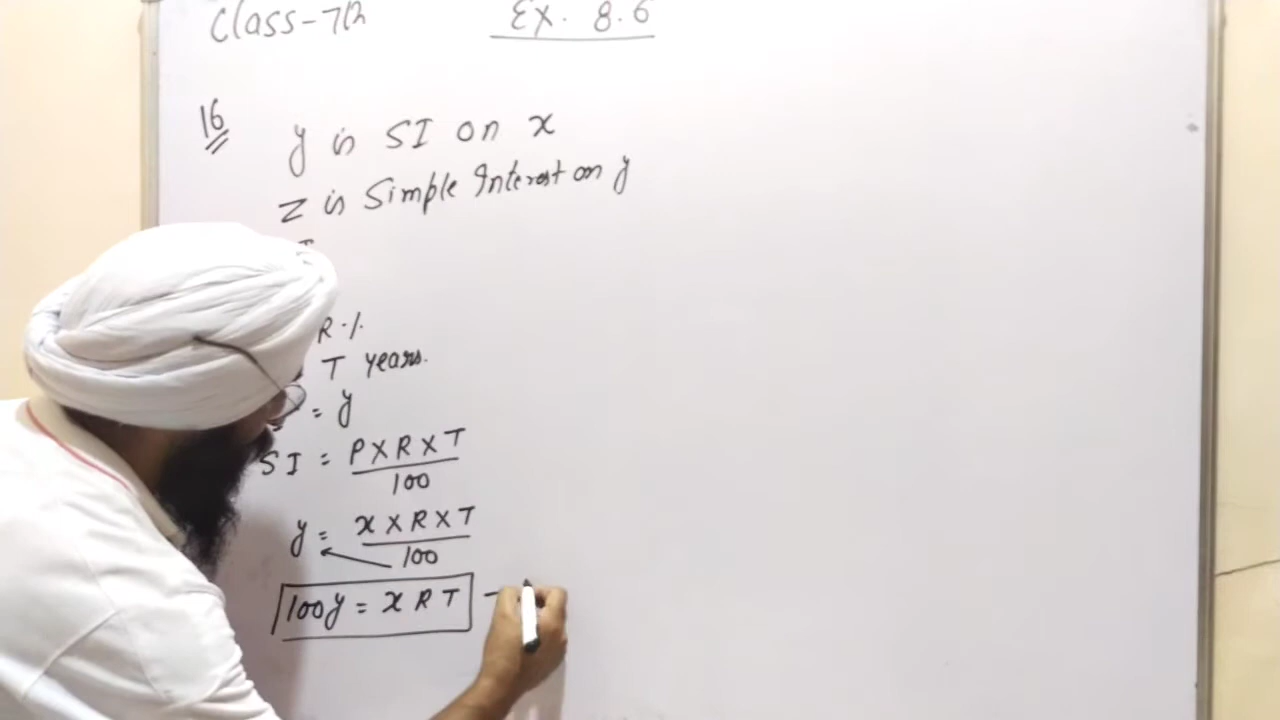 Class-7th Ex. 8.6
16 y is SI on x
Z is Simple Interest on y
R %
T years.
= y
SI = P X R X T
100
y = x X R X T
100
100y = x R T